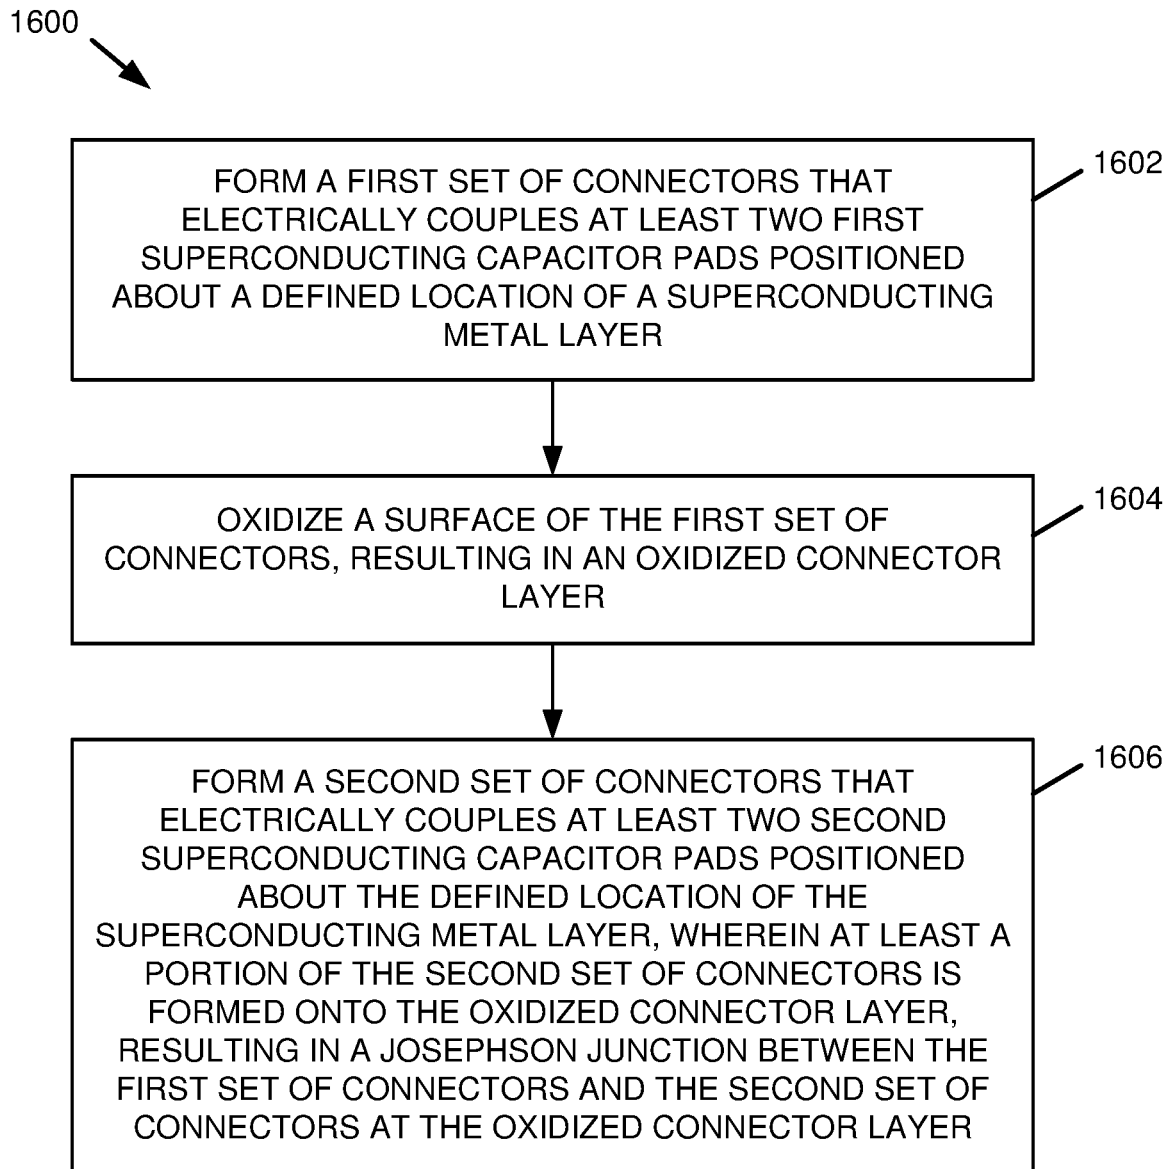 1600
FORM A FIRST SET OF CONNECTORS THAT
ELECTRICALLY COUPLES AT LEAST TWO FIRST
SUPERCONDUCTING CAPACITOR PADS POSITIONED
ABOUT A DEFINED LOCATION OF A SUPERCONDUCTING
METAL LAYER
1602
OXIDIZE A SURFACE OF THE FIRST SET OF
CONNECTORS, RESULTING IN AN OXIDIZED CONNECTOR
LAYER
1604
FORM A SECOND SET OF CONNECTORS THAT
ELECTRICALLY COUPLES AT LEAST TWO SECOND
SUPERCONDUCTING CAPACITOR PADS POSITIONED
ABOUT THE DEFINED LOCATION OF THE
SUPERCONDUCTING METAL LAYER, WHEREIN AT LEAST A
PORTION OF THE SECOND SET OF CONNECTORS IS
FORMED ONTO THE OXIDIZED CONNECTOR LAYER,
RESULTING IN A JOSEPHSON JUNCTION BETWEEN THE
FIRST SET OF CONNECTORS AND THE SECOND SET OF
CONNECTORS AT THE OXIDIZED CONNECTOR LAYER
1606